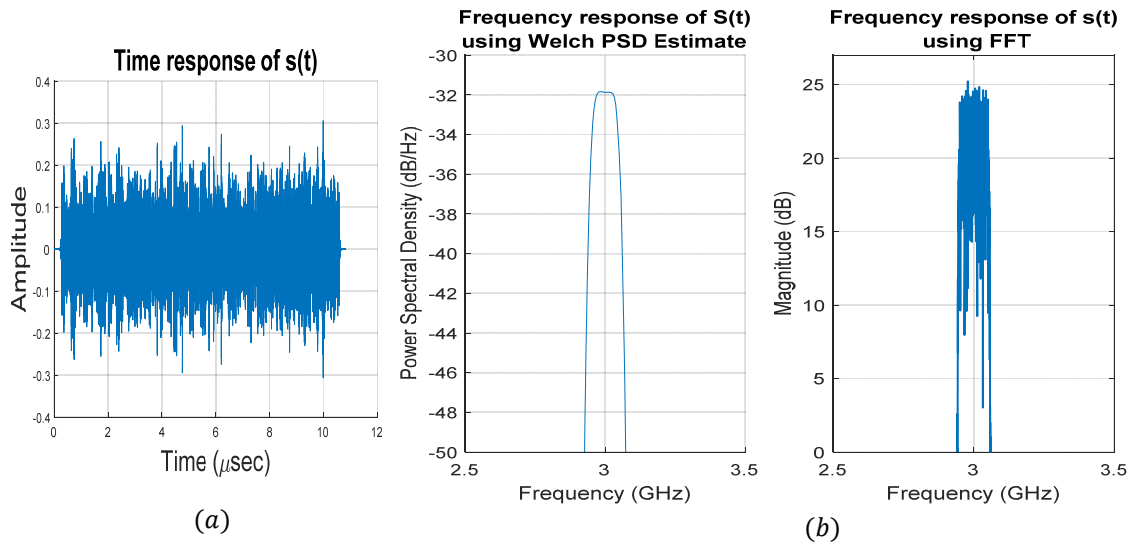 Time response of s(t)
0.4
0.3
0.2
0.1
0
-0.1
-0.2
-0.3
-0.4
Amplitude
0 2 4 6 8 10 12
Time (μsec)
(a)
Frequency response of S(t)
using Welch PSD Estimate
-30
-32
-34
-36
-38
-40
-42
-44
-46
-48
-50
Power Spectral Density (dB/Hz)
2.5 3 3.5
Frequency (GHz)
Frequency response of s(t)
using FFT
25
20
15
10
5
0
Magnitude (dB)
2.5 3 3.5
Frequency (GHz)
(b)